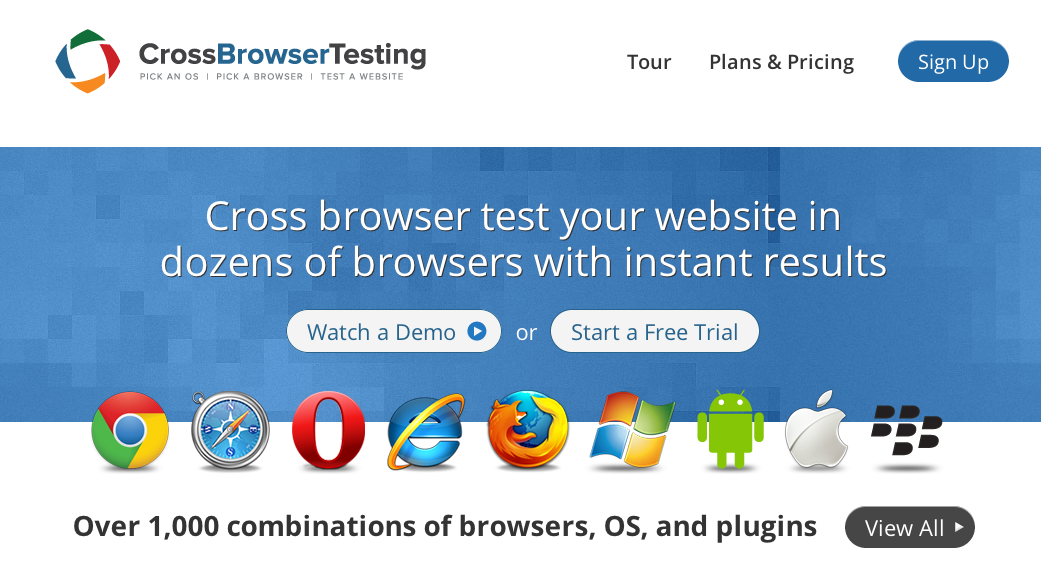 CrossBrowserTesting
PICK AN OS | PICK A BROWSER | TEST A WEBSITE
Tour
Plans & Pricing
Sign Up
Cross browser test your website in
dozens of browsers with instant results
Watch a Demo
or
Start a Free Trial
Over 1,000 combinations of browsers, OS, and plugins
View All